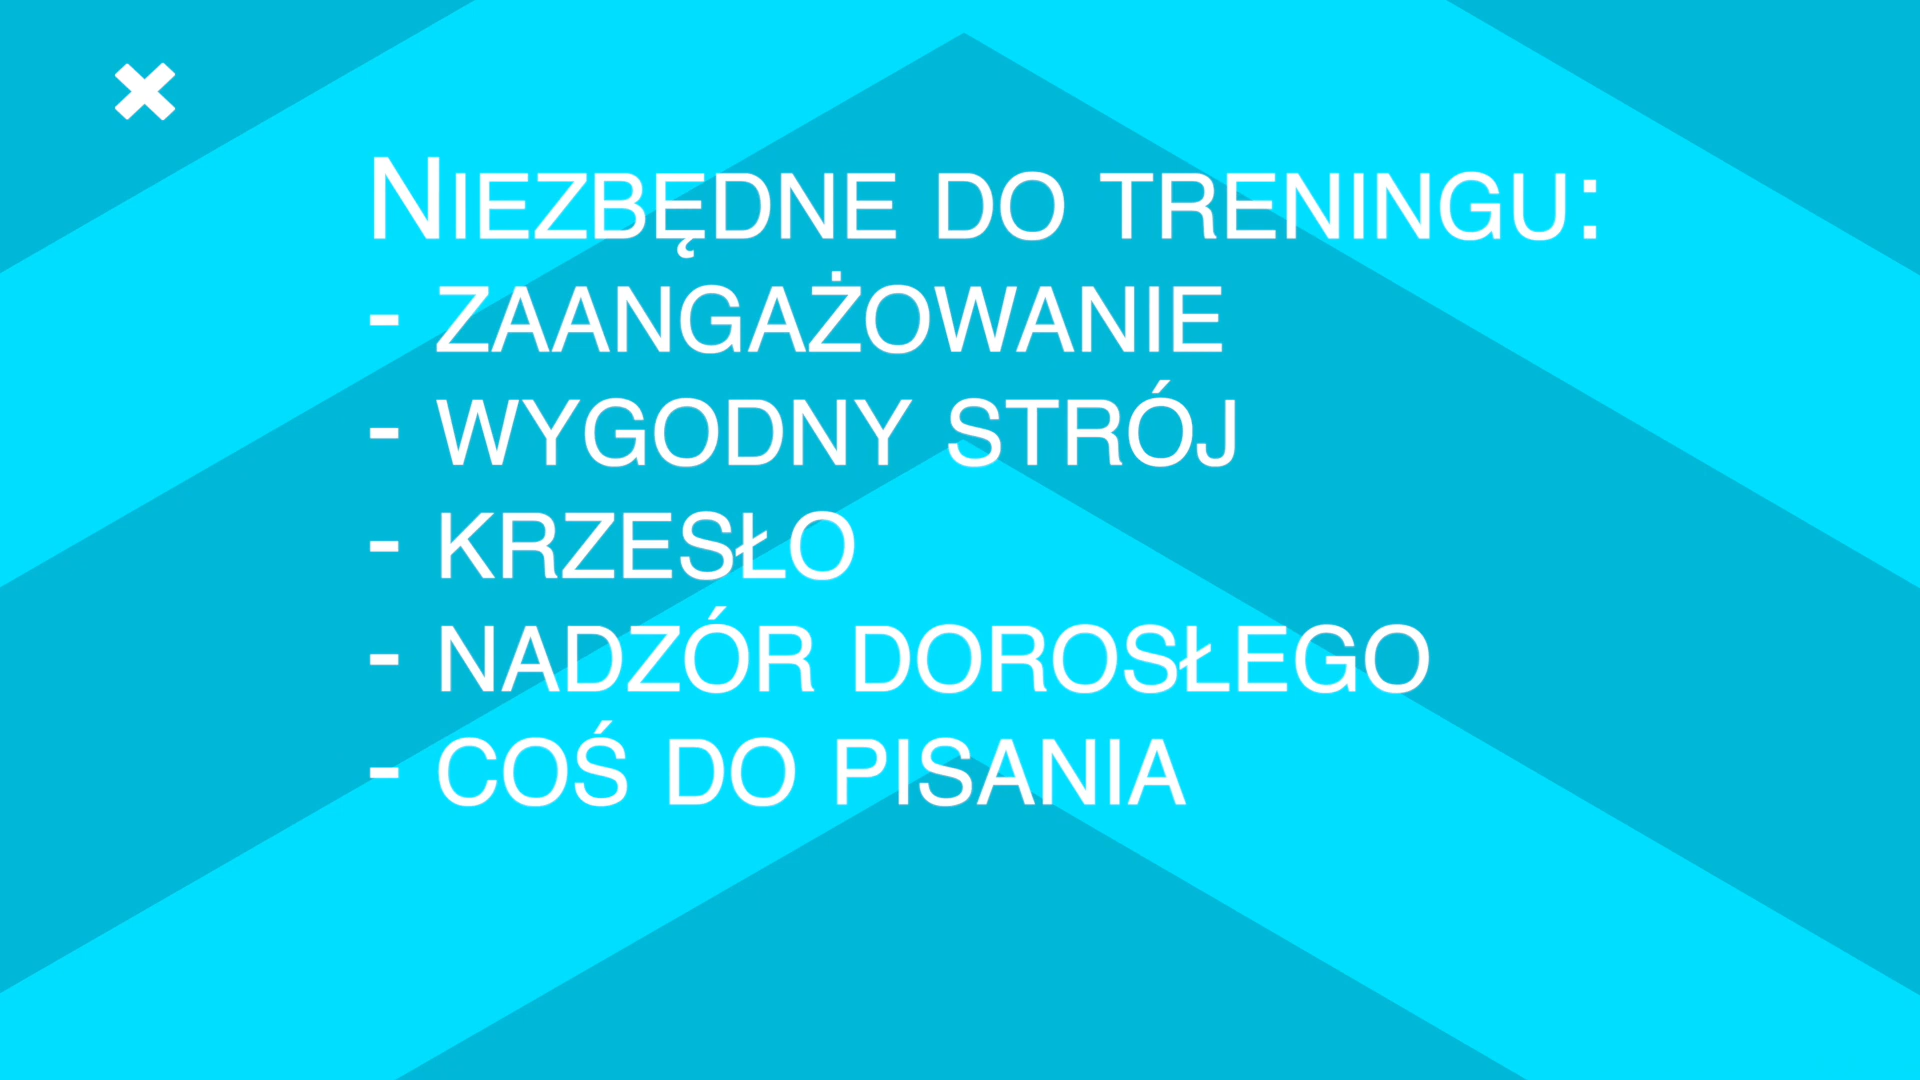 Niezbędne do treningu:
- zaangażowanie
- wygodny strój
- krzesło
- nadzór dorosłego
- coś do pisania